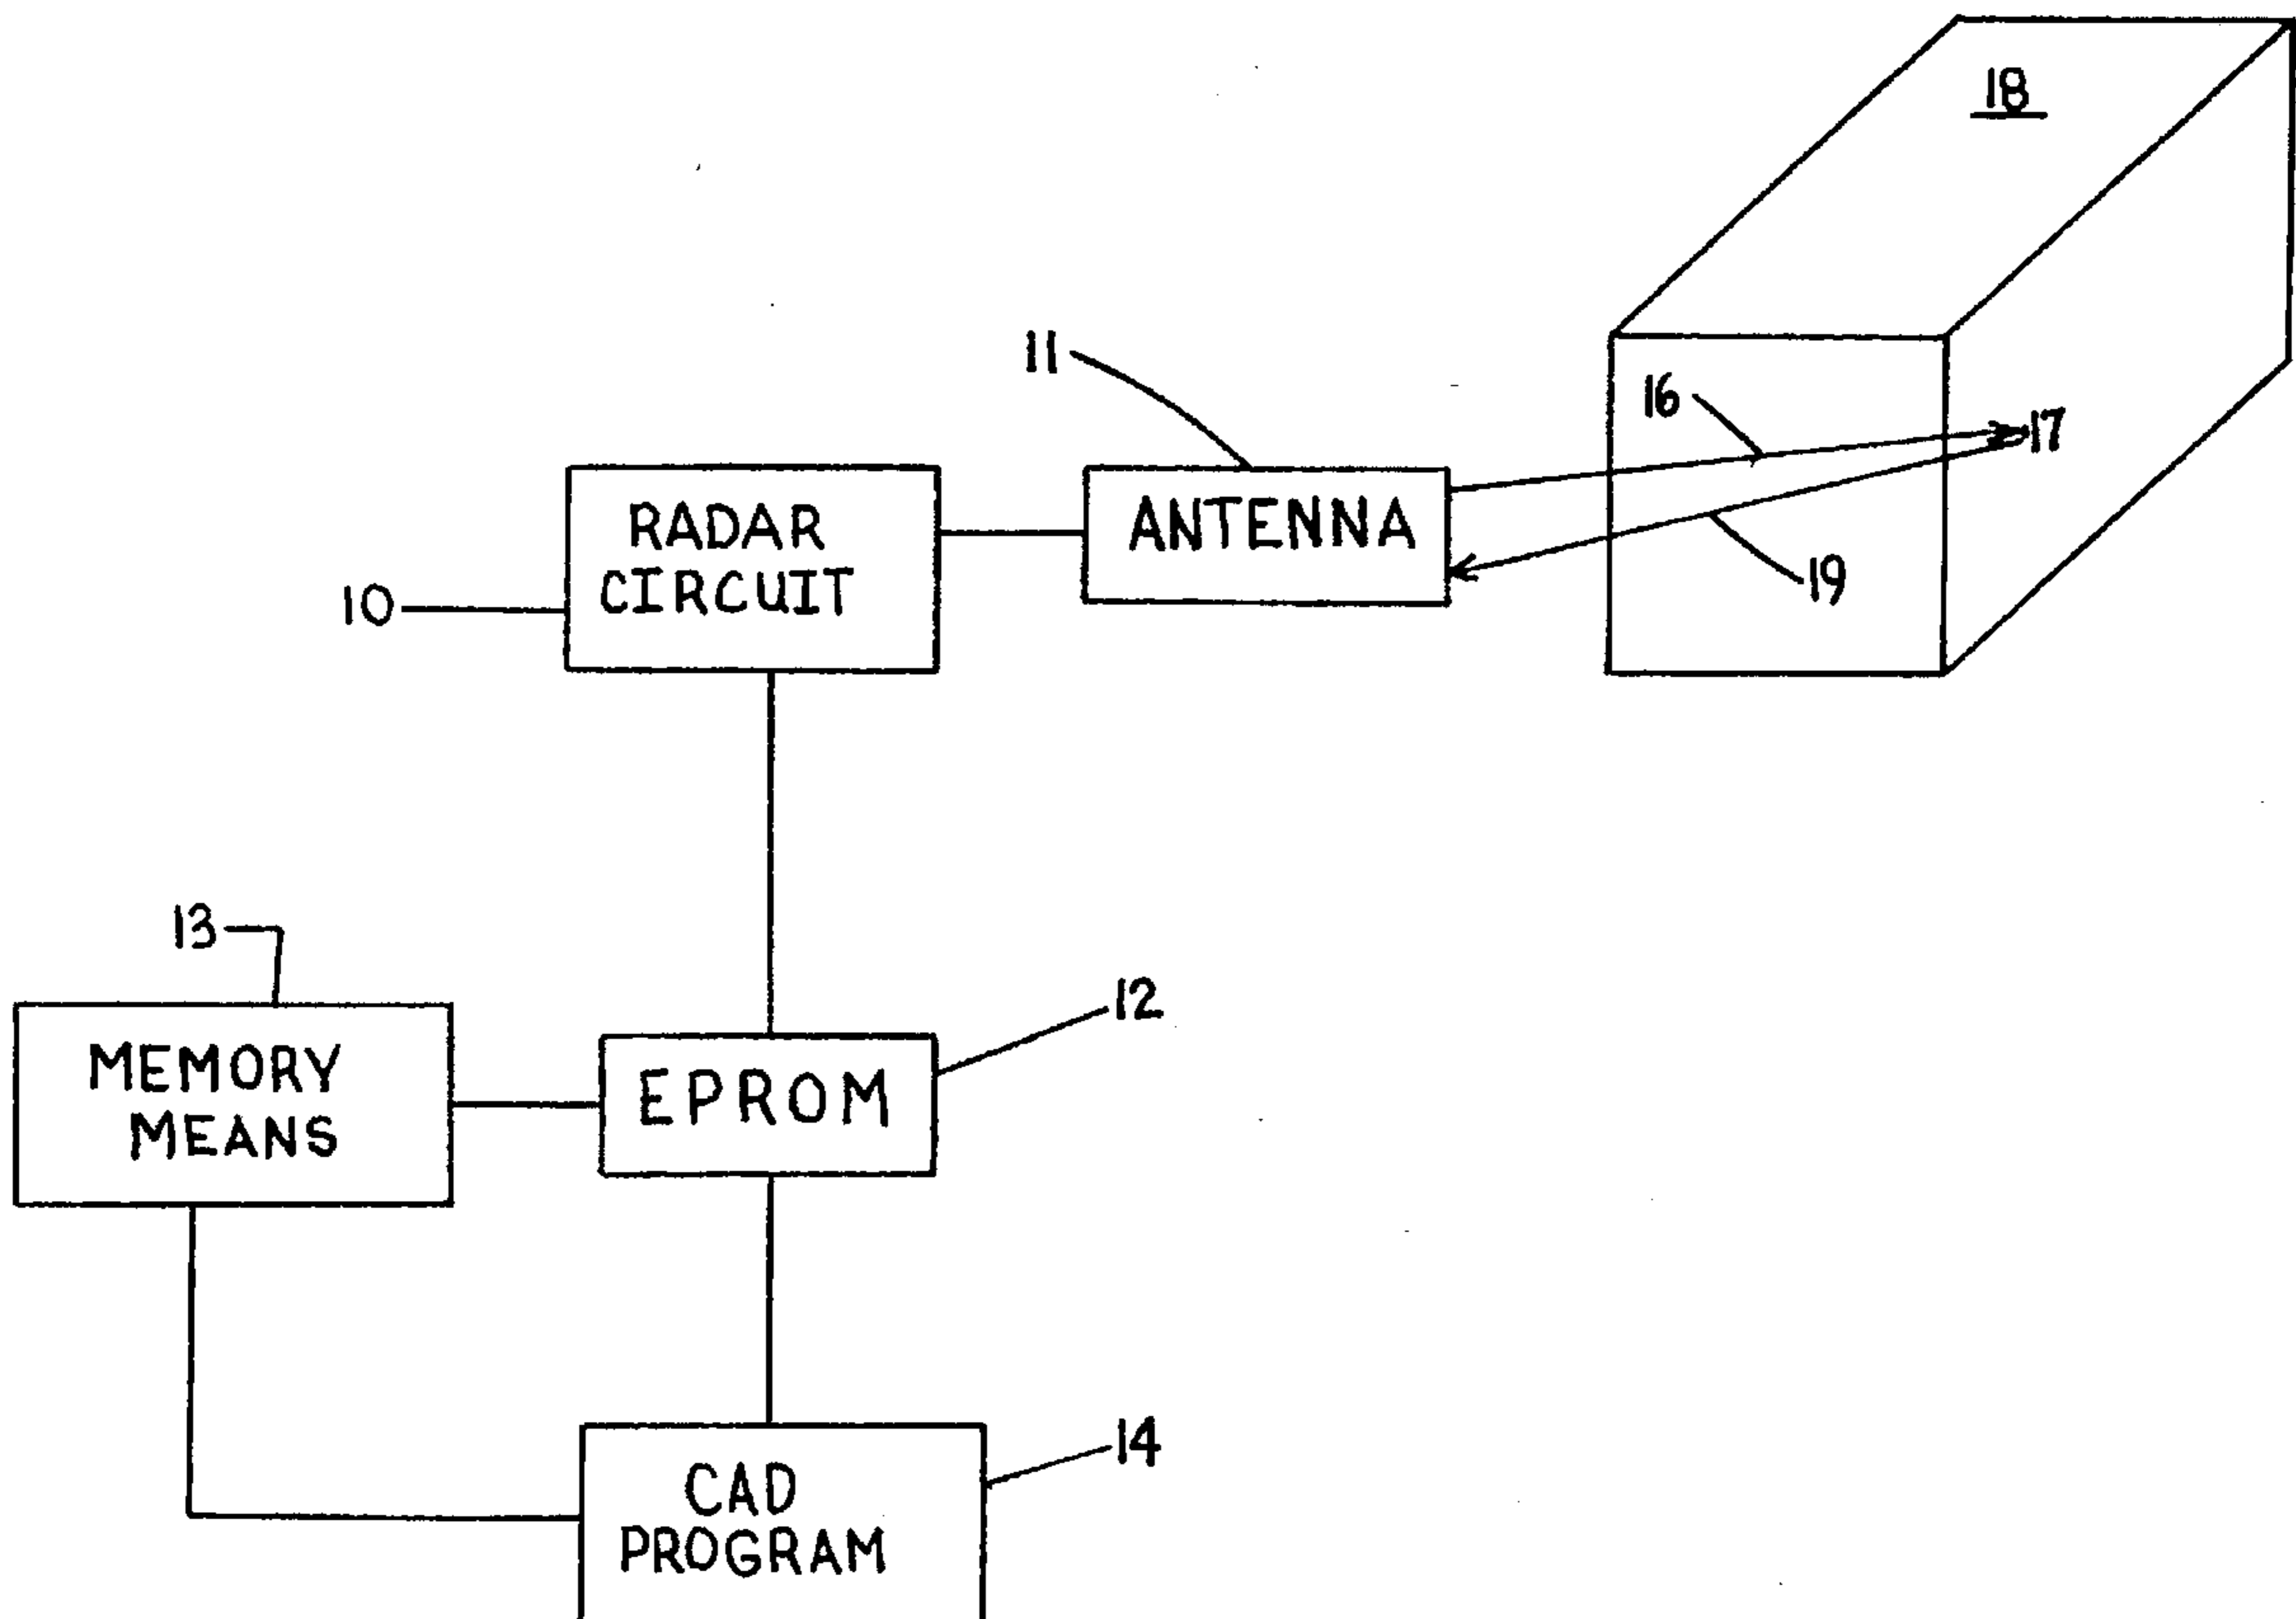 18
11
16
17
RADAR
CIRCUIT
ANTENNA
10
19
13
12
MEMORY
MEANS
EPROM
14
CAD
PROGRAM